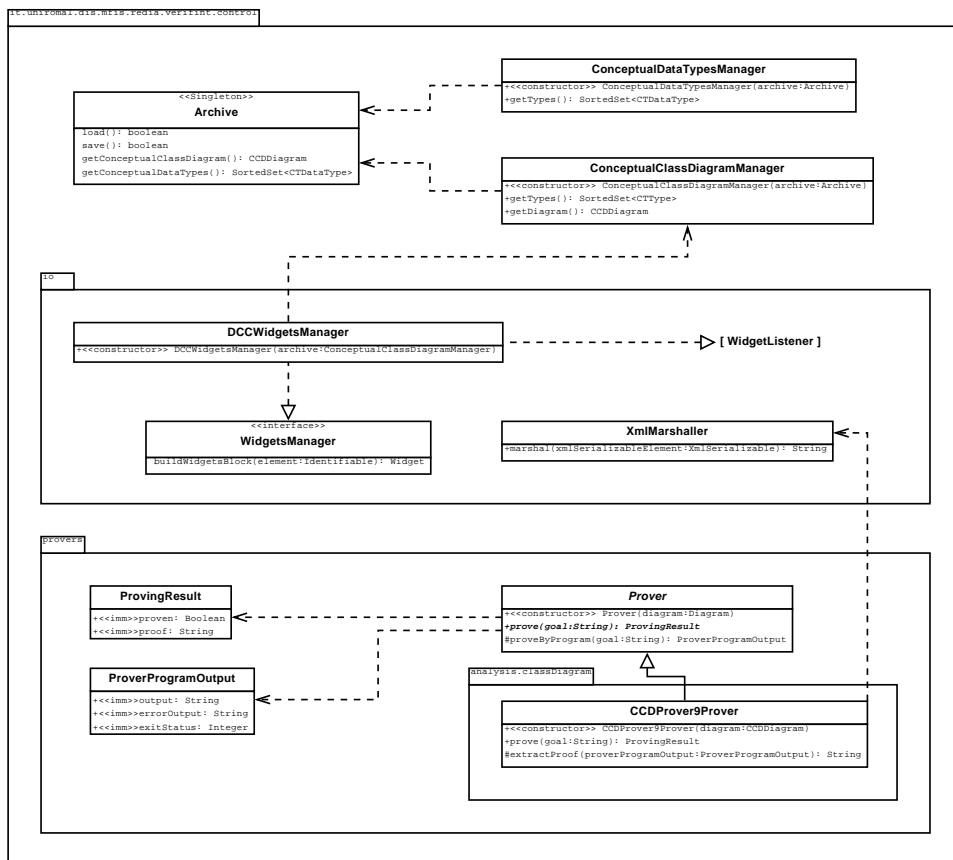 it.uniroma1.dis.mfis.redia.verifint.control
ConceptualDataTypesManager
+<<constructor>> ConceptualDataTypesManager(archive:Archive)
+getTypes(): SortedSet<CTDataType>
<<Singleton>>
Archive
load(): boolean
save(): boolean
getConceptualClassDiagram(): CCDDiagram
getConceptualDataTypes(): SortedSet<CTDataType>
ConceptualClassDiagramManager
+<<constructor>> ConceptualClassDiagramManager(archive:Archive)
+getTypes(): SortedSet<CTType>
+getDiagram(): CCDDiagram
io
DCCWidgetsManager
+<<constructor>> DCCWidgetsManager(archive:ConceptualClassDiagramManager)
[ WidgetListener ]
<<interface>>
WidgetsManager
buildWidgetsBlock(element:Identifiable): Widget
XmlMarshaller
+marshal(xmlSerializableElement:XmlSerializable): String
provers
ProvingResult
+<<imm>>proven: Boolean
+<<imm>>proof: String
Prover
+<<constructor>> Prover(diagram:Diagram)
+prove(goal:String): ProvingResult
#proveByProgram(goal:String): ProverProgramOutput
ProverProgramOutput
+<<imm>>output: String
+<<imm>>errorOutput: String
+<<imm>>exitStatus: Integer
analysis.classDiagram
CCDProver9Prover
+<<constructor>> CCDProver9Prover(diagram:CCDDiagram)
+prove(goal:String): ProvingResult
#extractProof(proverProgramOutput:ProverProgramOutput): String